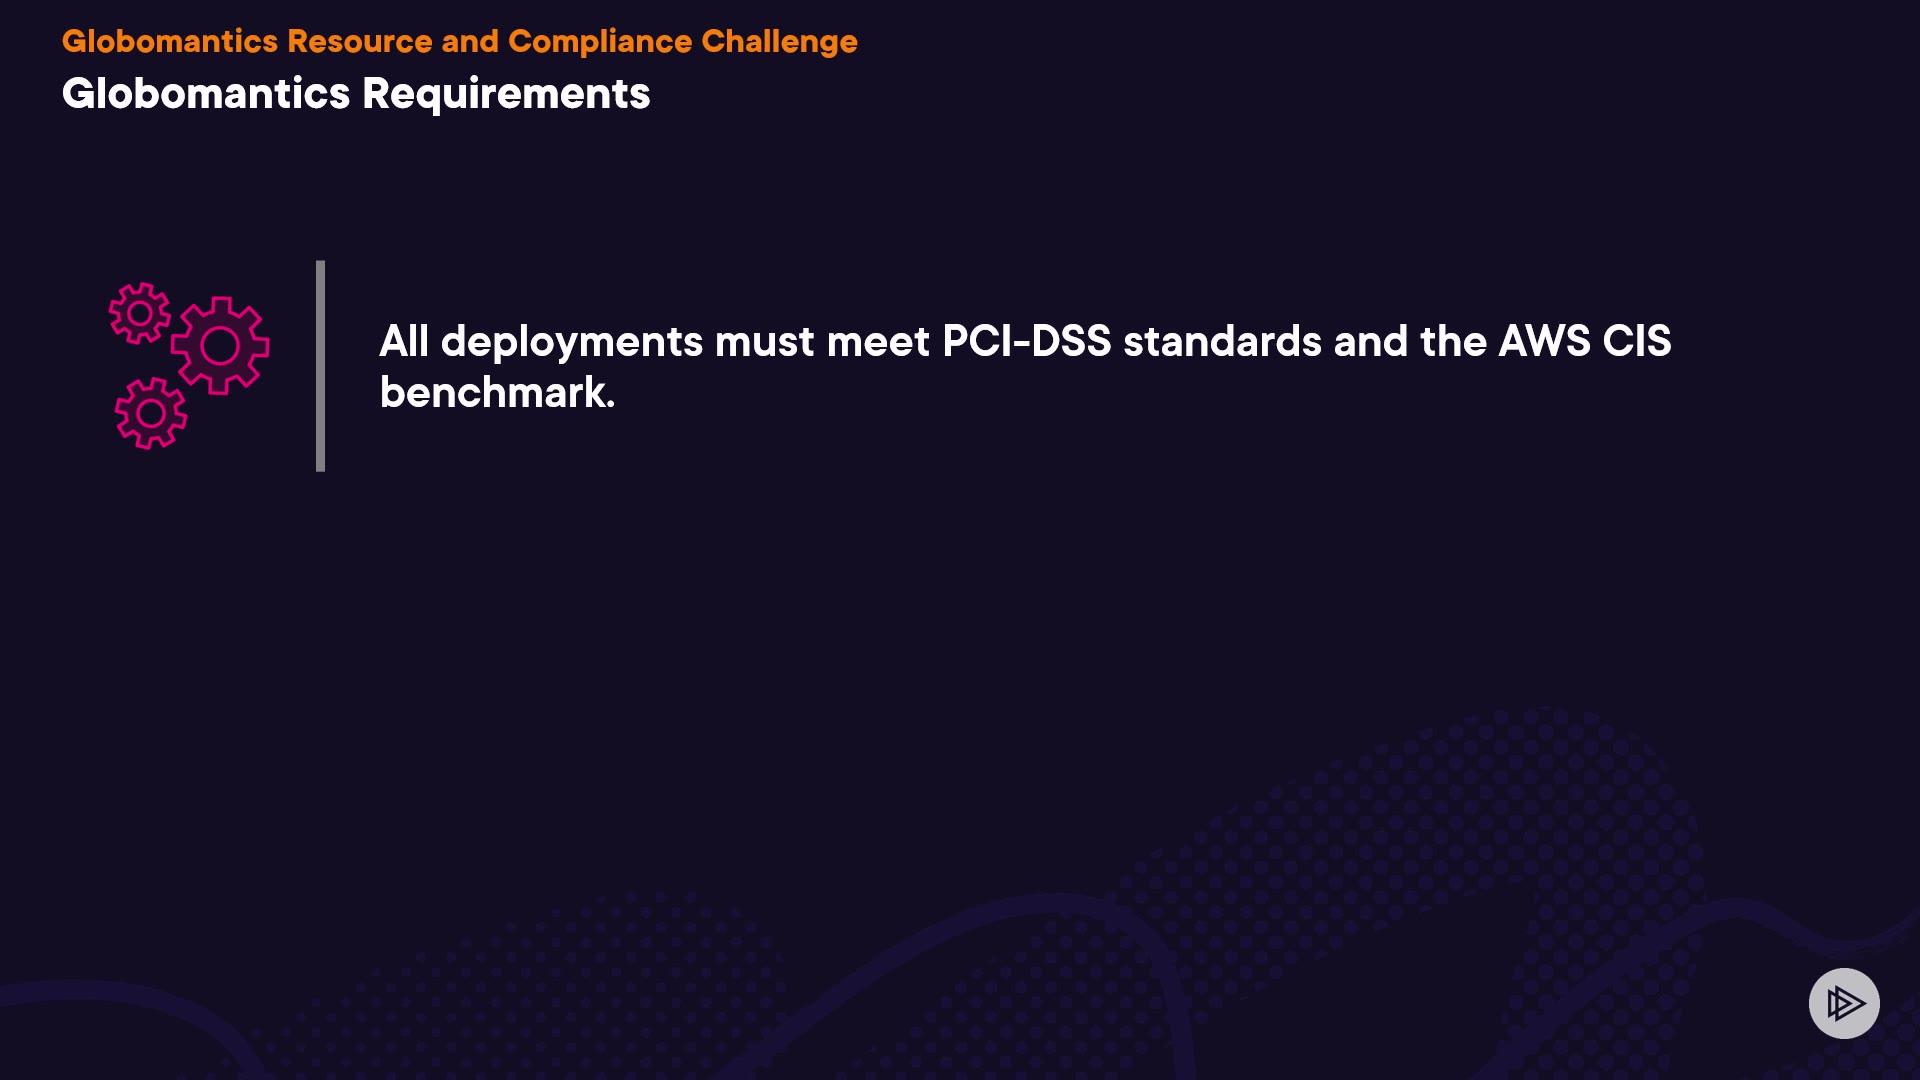 Globomantics Resource and Compliance Challenge
Globomantics Requirements
All deployments must meet PCI-DSS standards and the AWS CIS
benchmark.